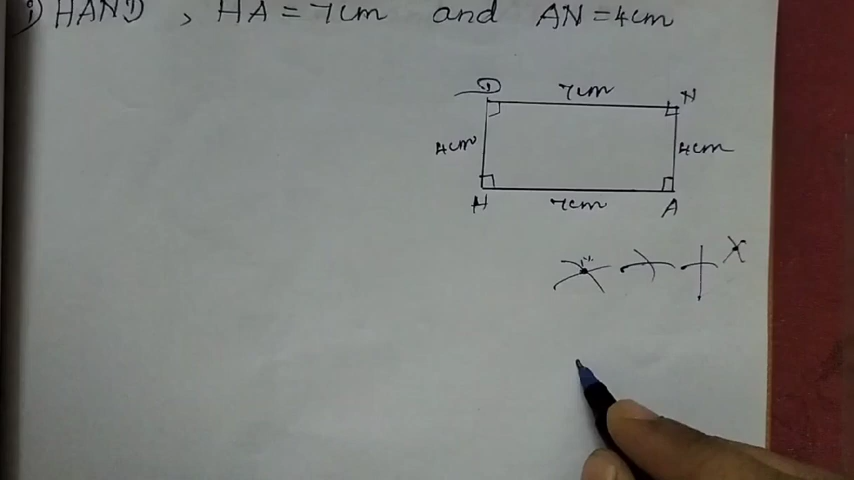 i) HAND, HA = 7cm and AN = 4cm
D 7cm N
4cm 4cm
H 7cm A